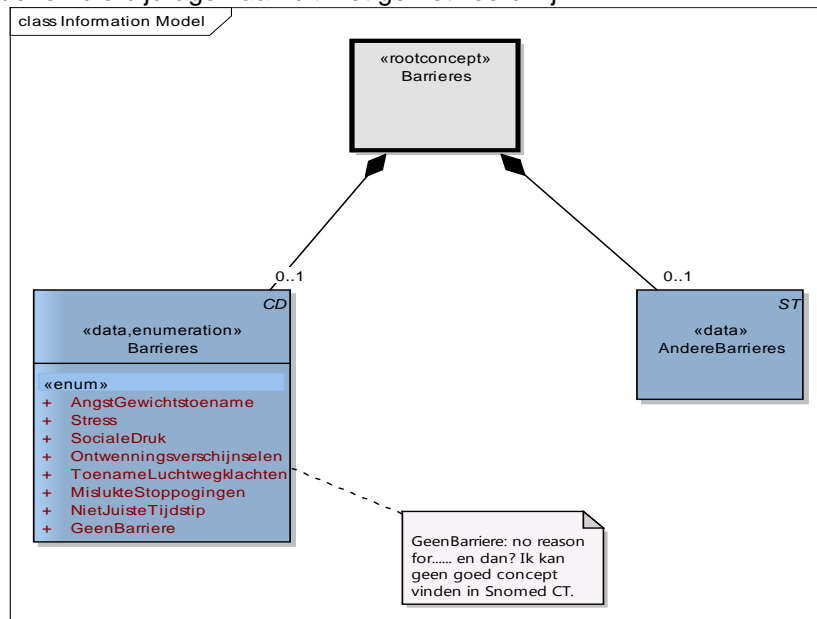 class Information Model
«rootconcept»
Barrieres
0..1
0..1
CD
«data,enumeration»
Barrieres
«enum»
+ AngstGewichtstoename
+ Stress
+ SocialeDruk
+ Ontwenningsverschijnselen
+ ToenameLuchtwegklachten
+ MislukteStoppogingen
+ NietJuisteTijdstip
+ GeenBarriere
ST
«data»
AndereBarrieres
GeenBarriere: no reason
for...... en dan? Ik kan
geen goed concept
vinden in Snomed CT.